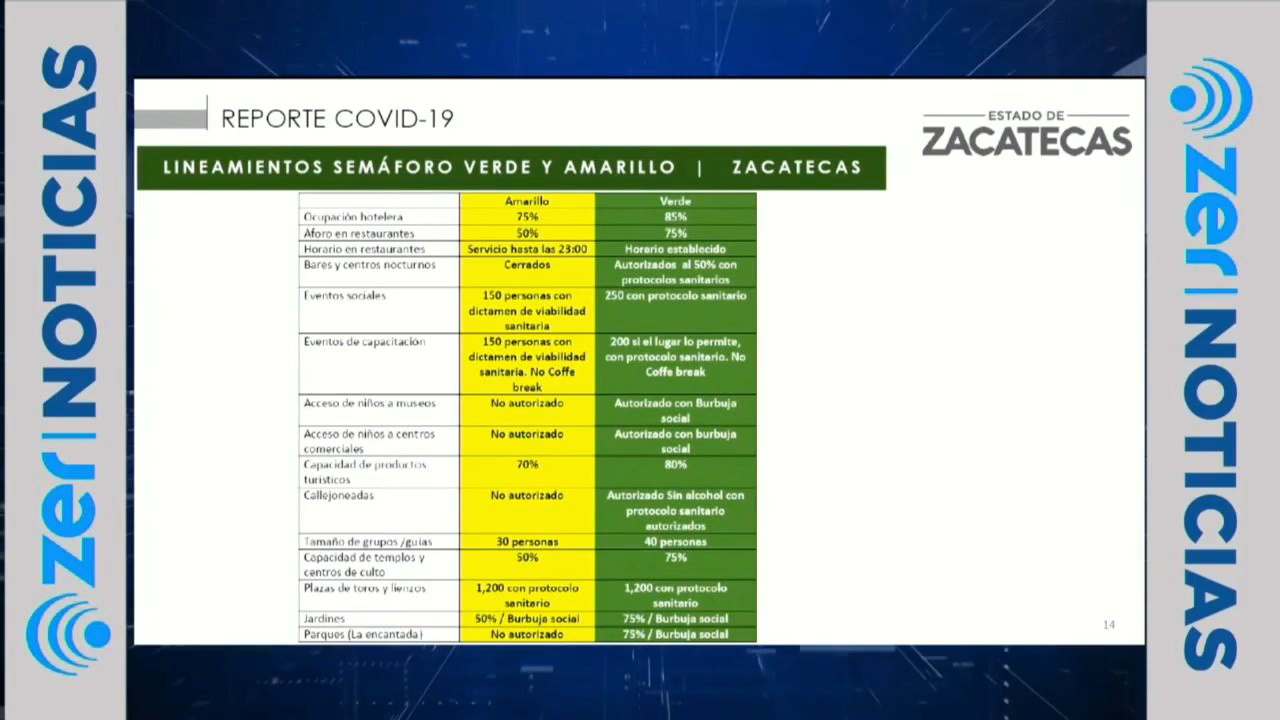 zer|NOTICIAS
REPORTE COVID-19
ESTADO DE
ZACATECAS
LINEAMIENTOS SEMÁFORO VERDE Y AMARILLO | ZACATECAS
Amarillo Verde
Ocupación hotelera 75% 85%
Aforo en restaurantes 50% 75%
Horario en restaurantes Servicio hasta las 23:00 Horario establecido
Bares y centros nocturnos Cerrados Autorizados al 50% con
protocolos sanitarios
Eventos sociales 150 personas con 250 con protocolo sanitario
dictamen de viabilidad
sanitaria
Eventos de capacitación 150 personas con 200 si el lugar lo permite,
dictamen de viabilidad con protocolo sanitario. No
sanitaria. No Coffe Coffe break
break
Acceso de niños a museos No autorizado Autorizado con Burbuja
social
Acceso de niños a centros No autorizado Autorizado con burbuja
comerciales social
Capacidad de productos 70% 80%
turísticos
Callejoneadas No autorizado Autorizado Sin alcohol con
protocolo sanitario
autorizados
Tamaño de grupos /guías 30 personas 40 personas
Capacidad de templos y 50% 75%
centros de culto
Plazas de toros y lienzos 1,200 con protocolo 1,200 con protocolo
sanitario sanitario
Jardines 50% / Burbuja social 75% / Burbuja social
Parques (La encantada) No autorizado 75% / Burbuja social
14
zer|NOTICIAS